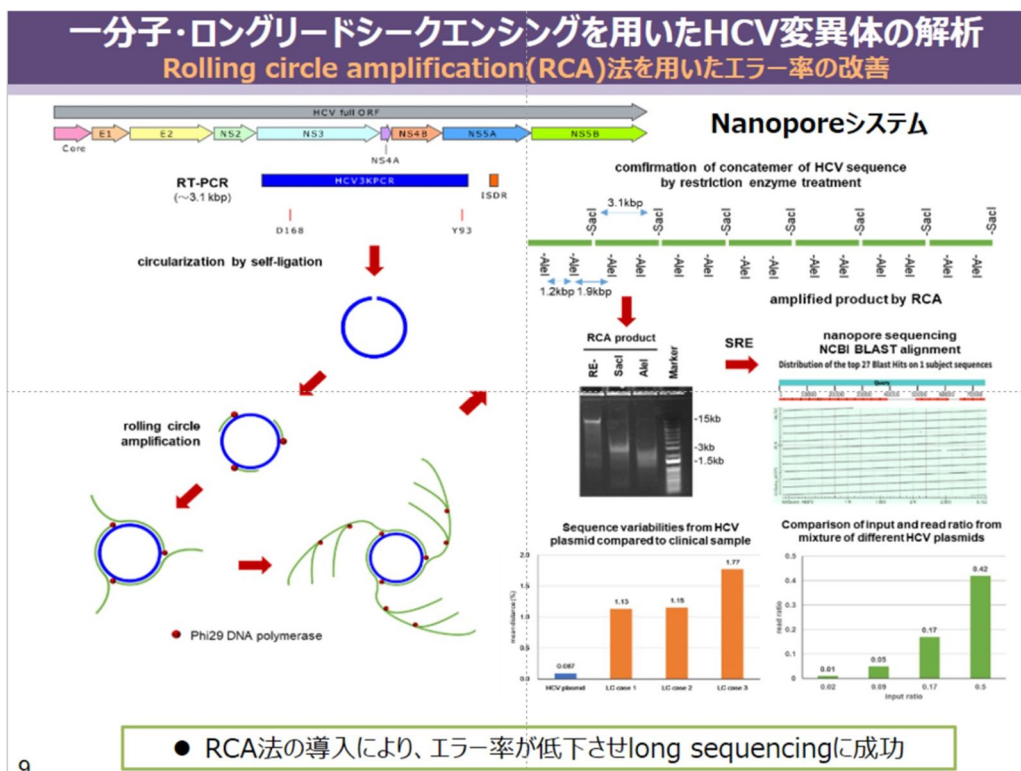 一分子・ロングリードシークエンシングを用いたHCV変異体の解析
Rolling circle amplification(RCA)法を用いたエラー率の改善
HCV full ORF
E1
E2
NS2
NS3
NS4B
NS5A
NS5B
Core
NS4A
RT-PCR
(～3.1 kbp)
HCV3KPCR
ISDR
D168
Y93
circularization by self-ligation
rolling circle
amplification
Phi29 DNA polymerase
Nanoporeシステム
comfirmation of concatemer of HCV sequence
by restriction enzyme treatment
3.1kbp
-SacI
-SacI
-SacI
-SacI
-SacI
-SacI
-SacI
-AleI
-AleI
-AleI
-AleI
-AleI
-AleI
-AleI
-AleI
-AleI
-AleI
-AleI
-AleI
-AleI
-AleI
1.2kbp
1.9kbp
amplified product by RCA
RCA product
RE-
SacI
AleI
Marker
-15kb
-3kb
-1.5kb
SRE
nanopore sequencing
NCBI BLAST alignment
Distribution of the top 27 Blast Hits on 1 subject sequences
Query
Sequence variabilities from HCV
plasmid compared to clinical sample
mean distance (%)
2.0
1.5
1.0
0.5
0.0
0.087
1.13
1.15
1.77
HCV plasmid
LC case 1
LC case 2
LC case 3
Comparison of input and read ratio from
mixture of different HCV plasmids
read ratio
0.5
0.4
0.3
0.2
0.1
0
0.01
0.05
0.17
0.42
0.02
0.09
0.17
0.5
input ratio
● RCA法の導入により、エラー率が低下させlong sequencingに成功
9